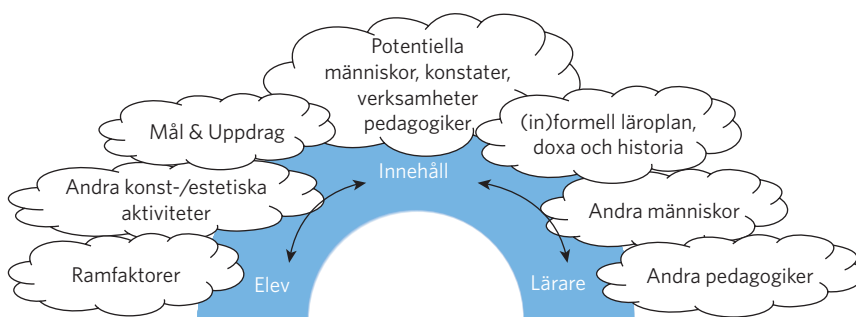 Potentiella
människor, konstater,
verksamheter
pedagogiker
Mål & Uppdrag
(in)formell läroplan,
doxa och historia
Innehåll
Andra konst-/estetiska
aktiviteter
Andra människor
Ramfaktorer
Elev
Lärare
Andra pedagogiker